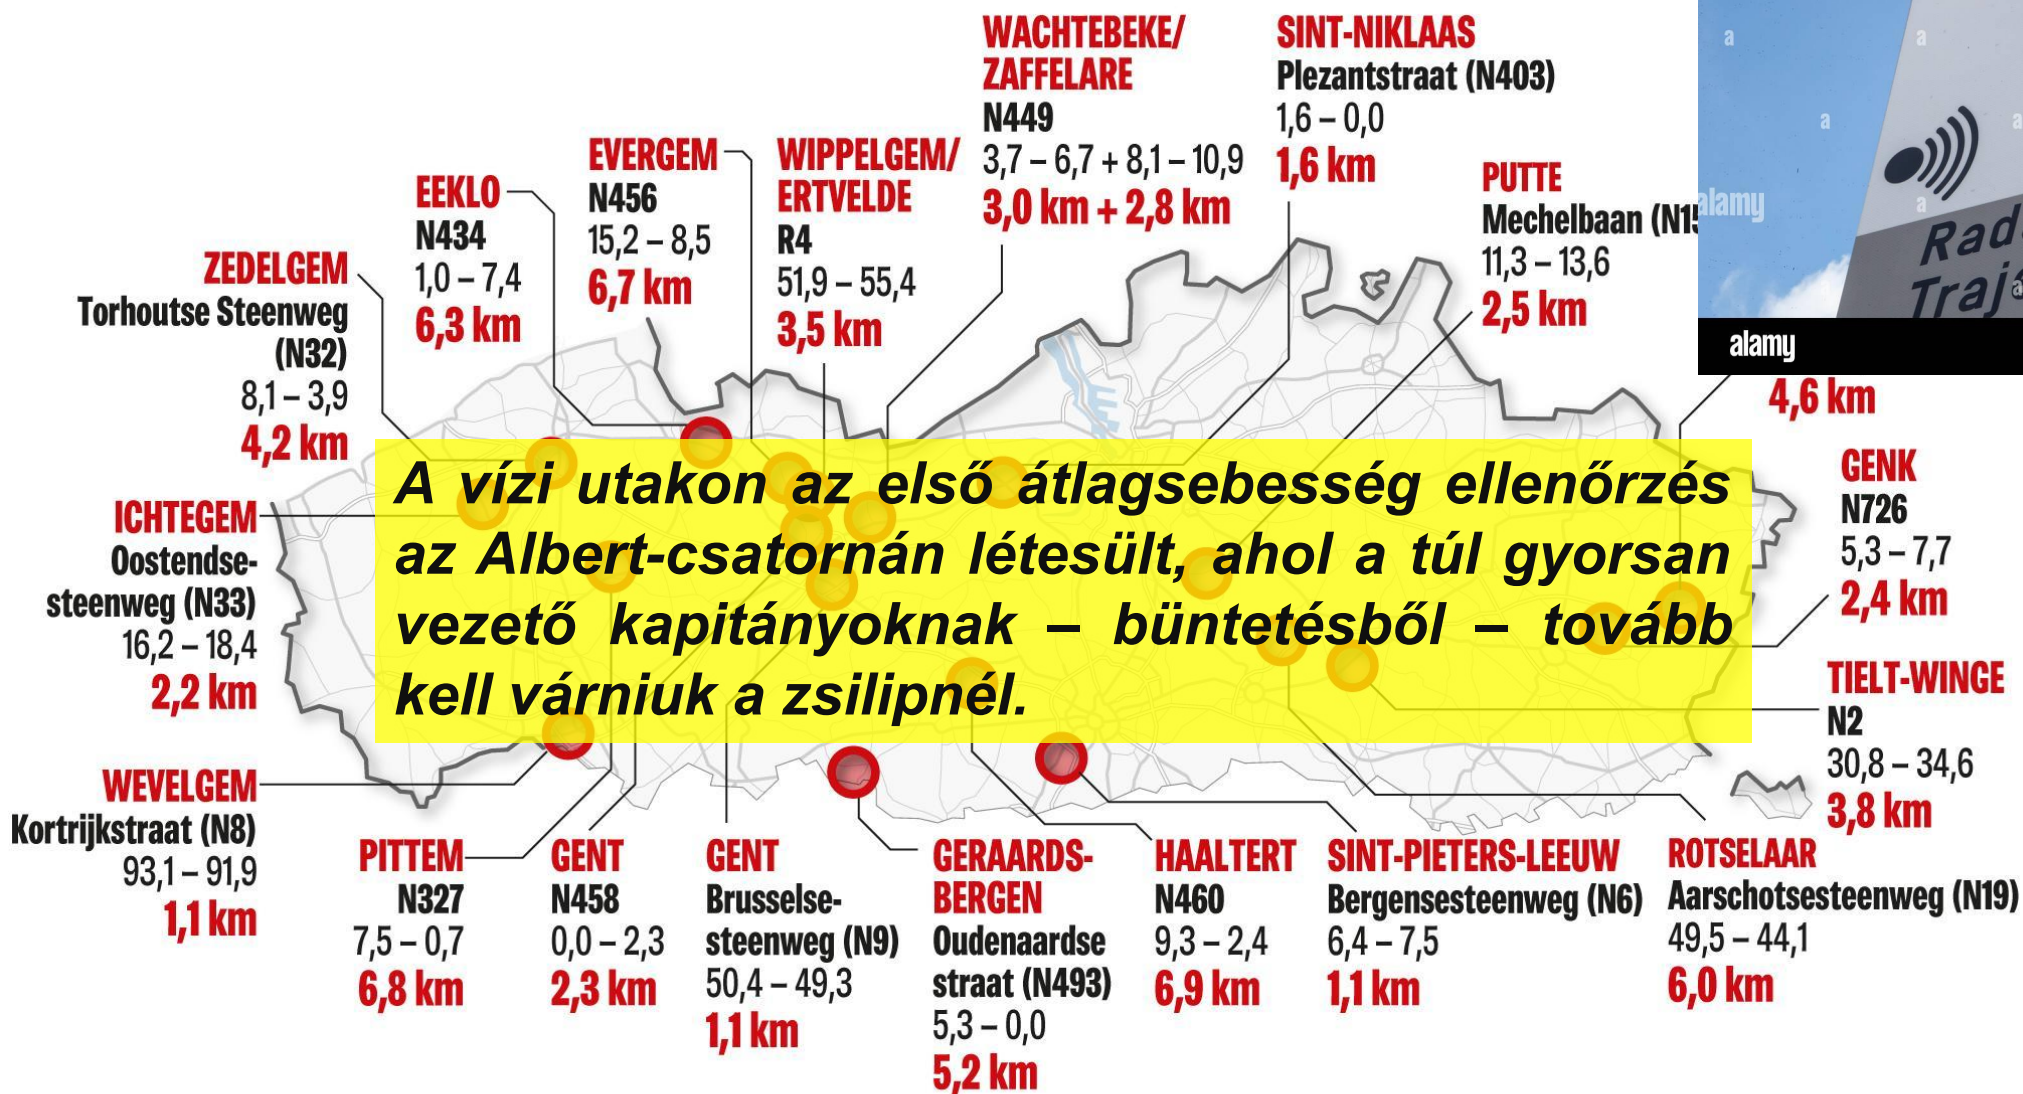 WACHTEBEKE/
ZAFFELARE
N449
3,7 – 6,7 + 8,1 – 10,9
3,0 km + 2,8 km
SINT-NIKLAAS
Plezantstraat (N403)
1,6 – 0,0
1,6 km
EVERGEM
N456
15,2 – 8,5
6,7 km
WIPPELGEM/
ERTVELDE
R4
51,9 – 55,4
3,5 km
PUTTE
Mechelbaan
11,3 – 13,6
2,5 km
EEKLO
N434
1,0 – 7,4
6,3 km
ZEDELGEM
Torhoutse Steenweg
(N32)
8,1 – 3,9
4,2 km
a
a
a
a
alamy
a
a
alamy
4,6 km
A vízi utakon az első átlagsebesség ellenőrzés
az Albert-csatornán létesült, ahol a túl gyorsan
vezető kapitányoknak – büntetésből – tovább
kell várniuk a zsilipnél.
ICHTEGEM
Oostendse-
steenweg (N33)
16,2 – 18,4
2,2 km
GENK
N726
5,3 – 7,7
2,4 km
TIELT-WINGE
N2
30,8 – 34,6
3,8 km
WEVELGEM
Kortrijkstraat (N8)
93,1 – 91,9
1,1 km
PITTEM
N327
7,5 – 0,7
6,8 km
GENT
N458
0,0 – 2,3
2,3 km
GENT
Brusselse-
steenweg (N9)
50,4 – 49,3
1,1 km
GERAARDS-
BERGEN
Oudenaardse
straat (N493)
5,3 – 0,0
5,2 km
HAALTERT
N460
9,3 – 2,4
6,9 km
SINT-PIETERS-LEEUW
Bergensesteenweg (N6)
6,4 – 7,5
1,1 km
ROTSELAAR
Aarschotsesteenweg (N19)
49,5 – 44,1
6,0 km